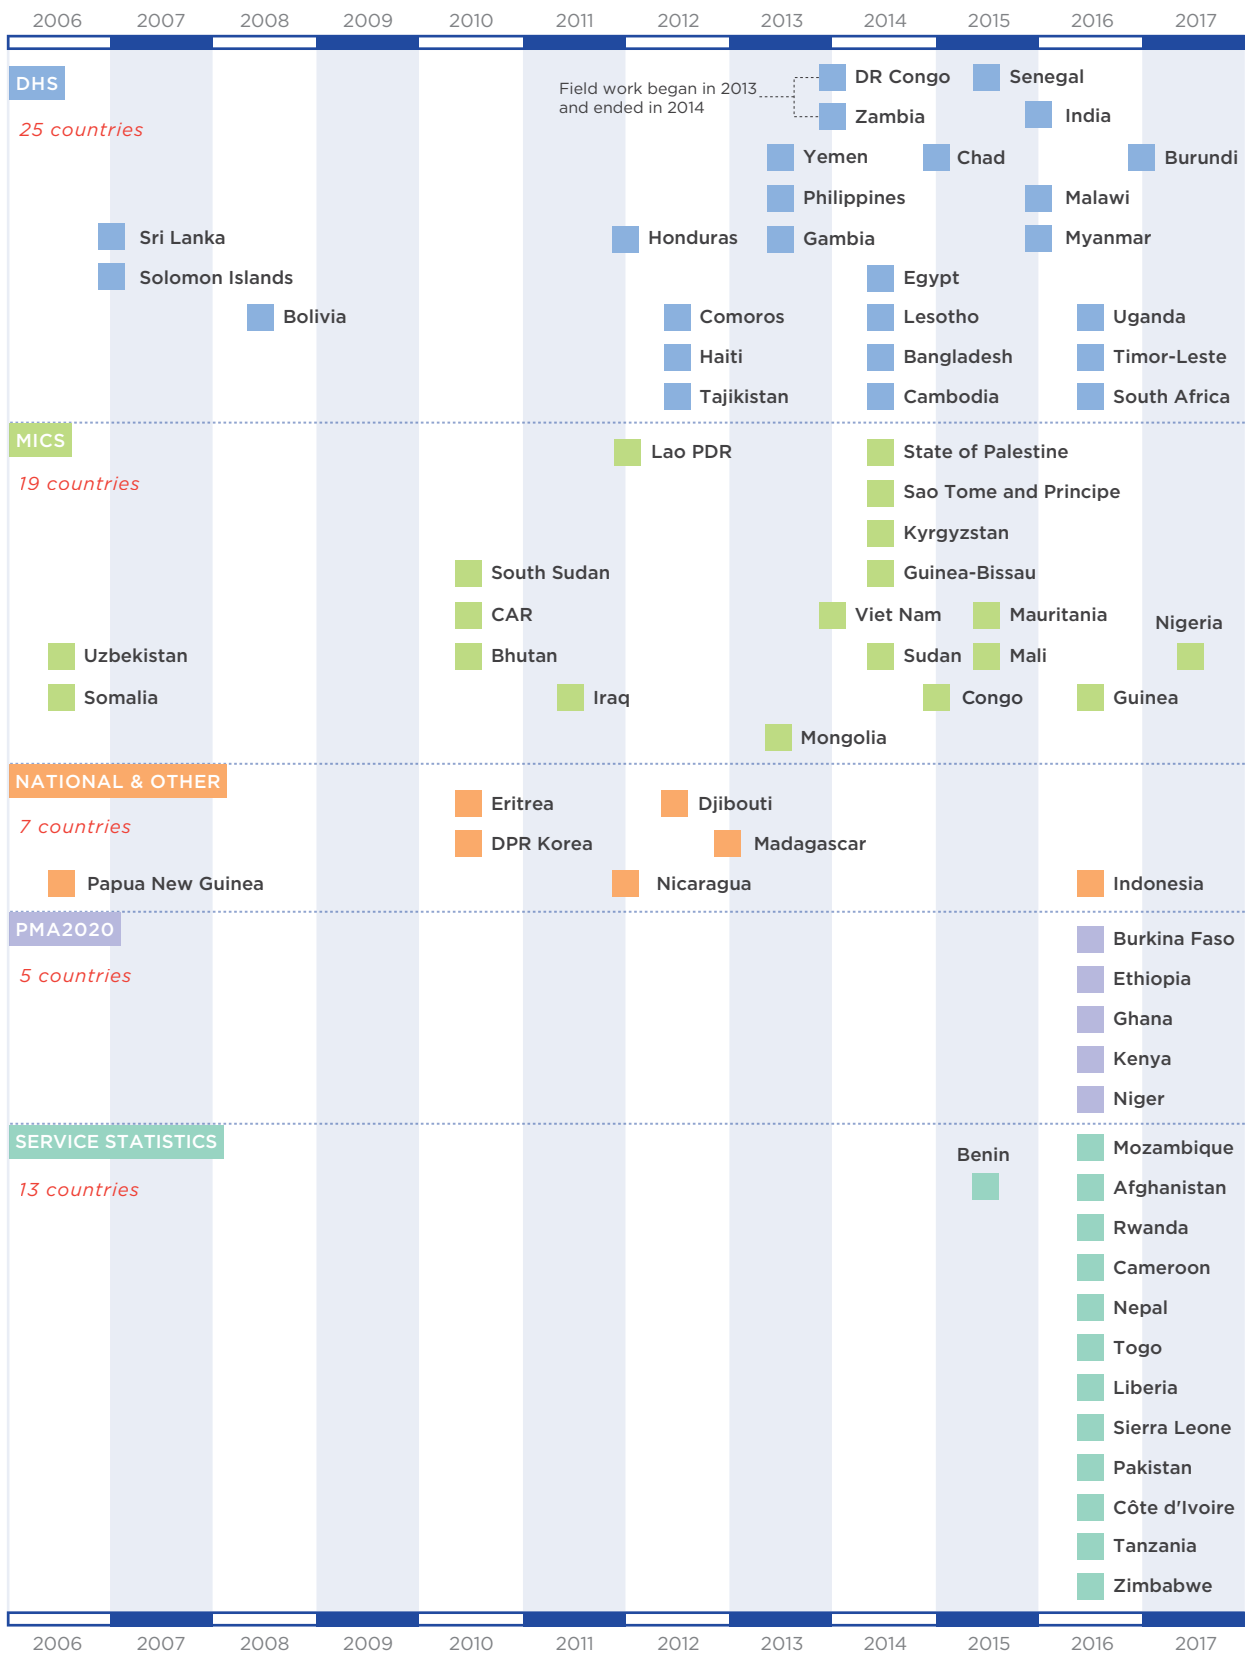 2006 2007 2008 2009 2010 2011 2012 2013 2014 2015 2016 2017
DHS
25 countries
Field work began in 2013
and ended in 2014
DR Congo Senegal
Zambia India
Yemen Chad Burundi
Philippines Malawi
Sri Lanka Honduras Gambia Myanmar
Solomon Islands Egypt
Bolivia Comoros Lesotho Uganda
Haiti Bangladesh Timor-Leste
Tajikistan Cambodia South Africa
MICS
19 countries
Lao PDR State of Palestine
Sao Tome and Principe
Kyrgyzstan
South Sudan Guinea-Bissau
CAR Viet Nam Mauritania Nigeria
Uzbekistan Bhutan Sudan Mali
Somalia Iraq Congo Guinea
Mongolia
NATIONAL & OTHER
7 countries
Eritrea Djibouti
DPR Korea Madagascar
Papua New Guinea Nicaragua Indonesia
PMA2020
5 countries
Burkina Faso
Ethiopia
Ghana
Kenya
Niger
SERVICE STATISTICS
13 countries
Benin Mozambique
Afghanistan
Rwanda
Cameroon
Nepal
Togo
Liberia
Sierra Leone
Pakistan
Côte d'Ivoire
Tanzania
Zimbabwe
2006 2007 2008 2009 2010 2011 2012 2013 2014 2015 2016 2017